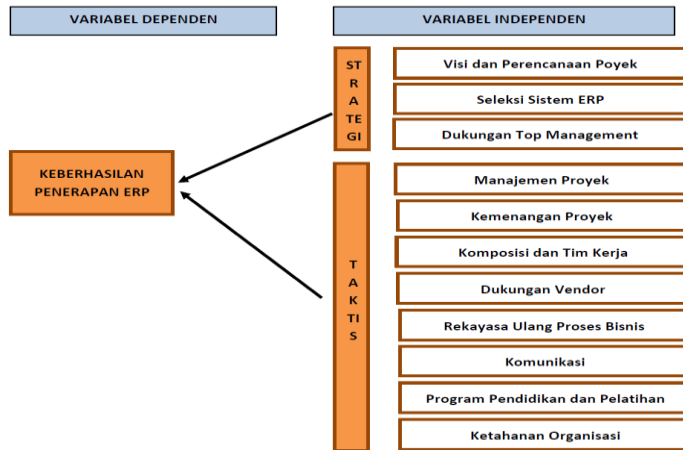 VARIABEL DEPENDEN
VARIABEL INDEPENDEN
KEBERHASILAN
PENERAPAN ERP
ST
R
A
TE
GI
Visi dan Perencanaan Poyek
Seleksi Sistem ERP
Dukungan Top Management
T
A
K
TI
S
Manajemen Proyek
Kemenangan Proyek
Komposisi dan Tim Kerja
Dukungan Vendor
Rekayasa Ulang Proses Bisnis
Komunikasi
Program Pendidikan dan Pelatihan
Ketahanan Organisasi